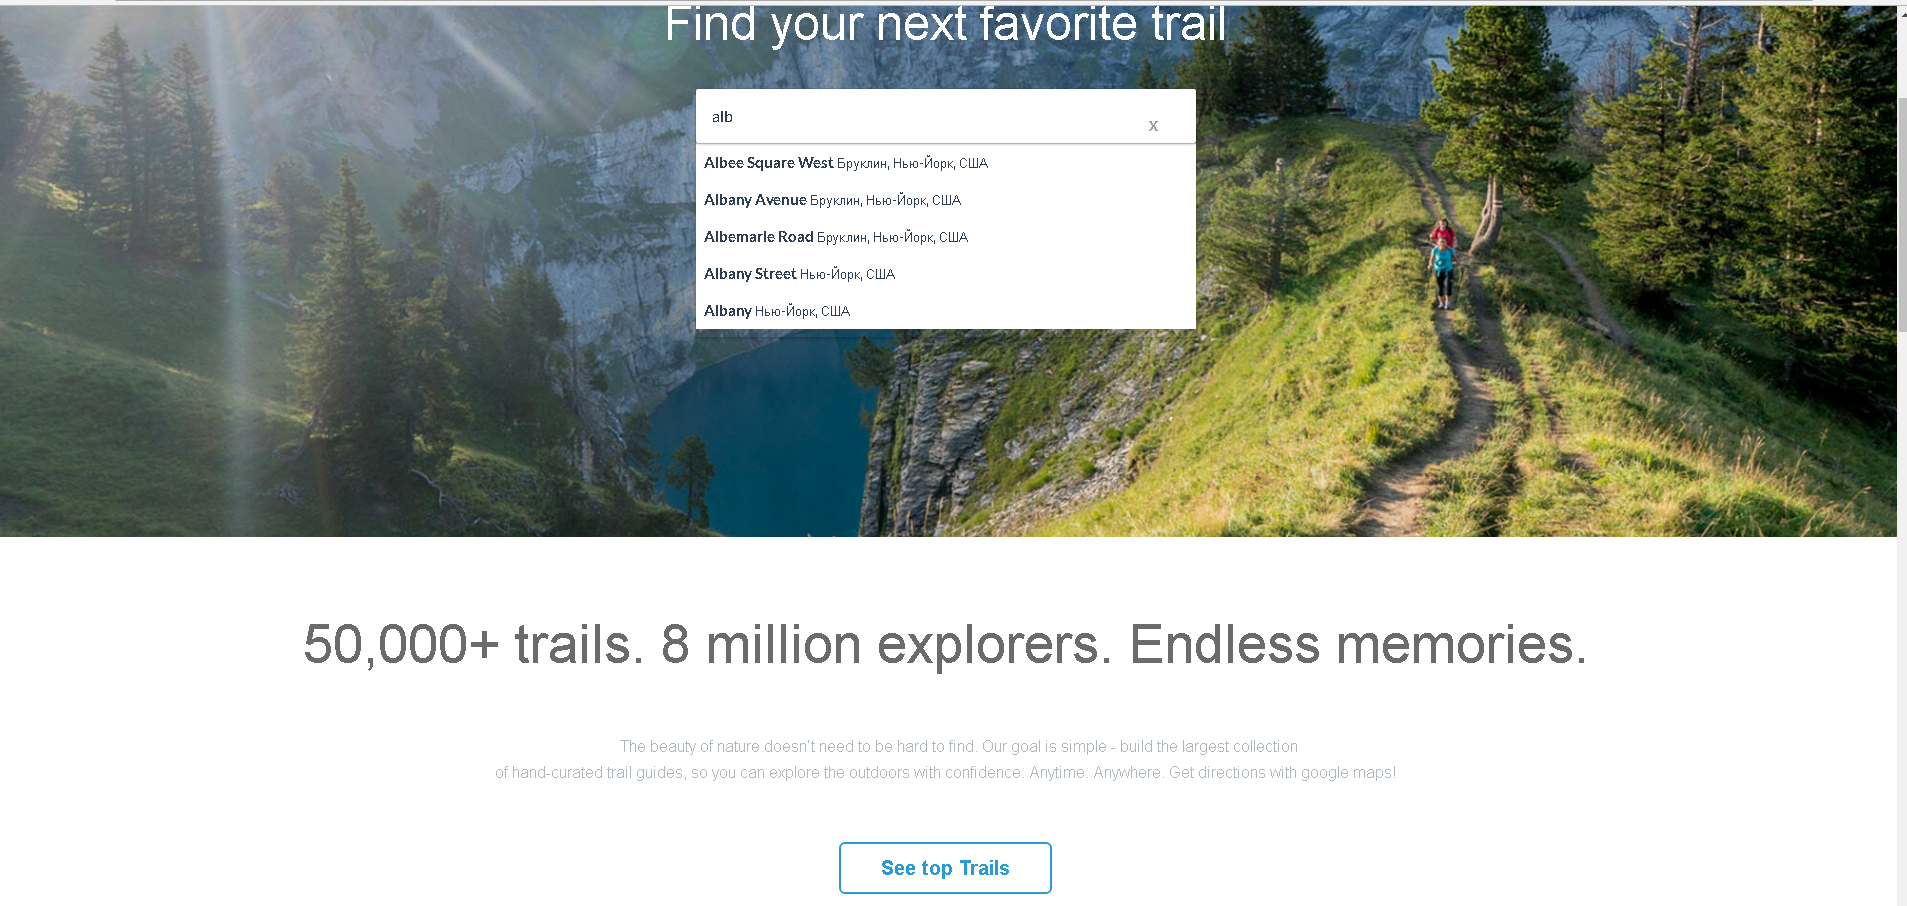 Find your next favorite trail
alb
x
Albee Square West Бруклин, Нью-Йорк, США
Albany Avenue Бруклин, Нью-Йорк, США
Albemarle Road Бруклин, Нью-Йорк, США
Albany Street Нью-Йорк, США
Albany Нью-Йорк, США
50,000+ trails. 8 million explorers. Endless memories.
The beauty of nature doesn't need to be hard to find. Our goal is simple - build the largest collection
of hand-curated trail guides, so you can explore the outdoors with confidence. Anytime. Anywhere. Get directions with google maps!
See top Trails